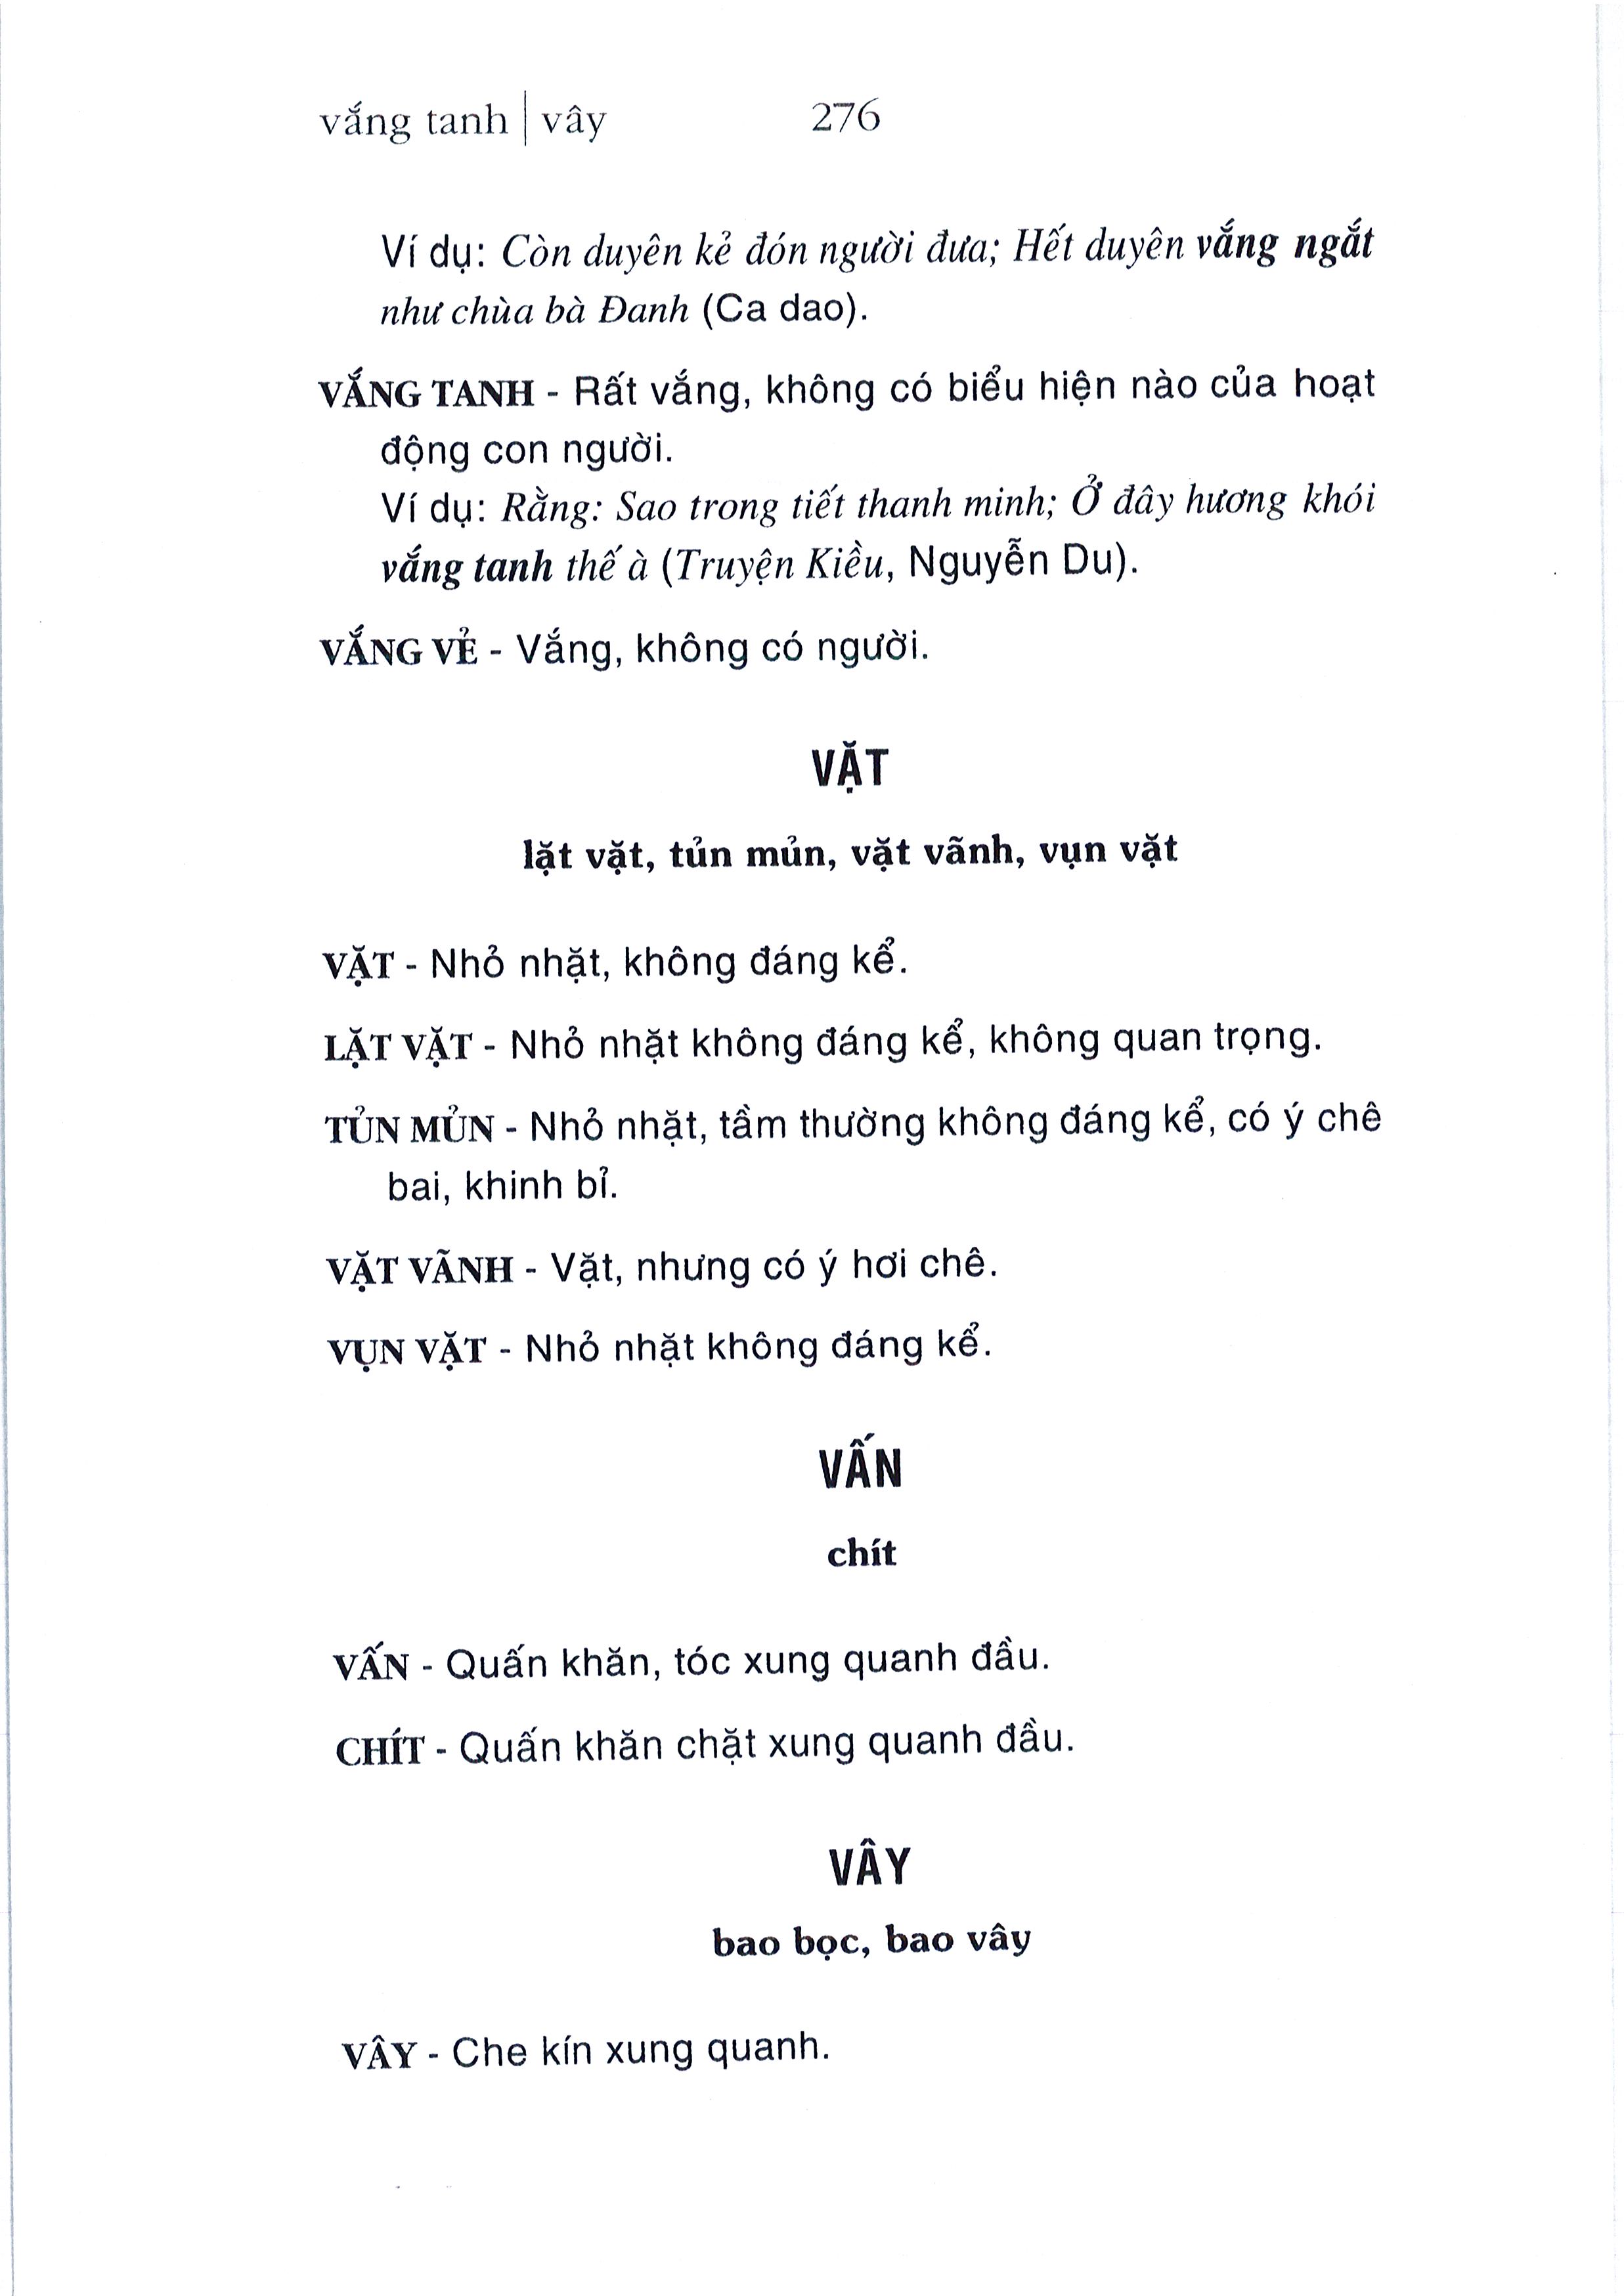 vắng tanh | vây 276
Ví dụ: Còn duyên kẻ đón người đưa; Hết duyên vắng ngắt
như chùa bà Đanh (Ca dao).
VẮNG TANH - Rất vắng, không có biểu hiện nào của hoạt
động con người.
Ví dụ: Rằng: Sao trong tiết thanh minh; Ở đây hương khói
vắng tanh thế à (Truyện Kiều, Nguyễn Du).
VẮNG VẺ - Vắng, không có người.
VẶT
lặt vặt, tủn mủn, vặt vãnh, vụn vặt
VẶT - Nhỏ nhặt, không đáng kể.
LẶT VẶT - Nhỏ nhặt không đáng kể, không quan trọng.
TỦN MỦN - Nhỏ nhặt, tầm thường không đáng kể, có ý chê
bai, khinh bỉ.
VẶT VÃNH - Vặt, nhưng có ý hơi chê.
VỤN VẶT - Nhỏ nhặt không đáng kể.
VẤN
chít
VẤN - Quấn khăn, tóc xung quanh đầu.
CHÍT - Quấn khăn chặt xung quanh đầu.
VÂY
bao bọc, bao vây
VÂY - Che kín xung quanh.